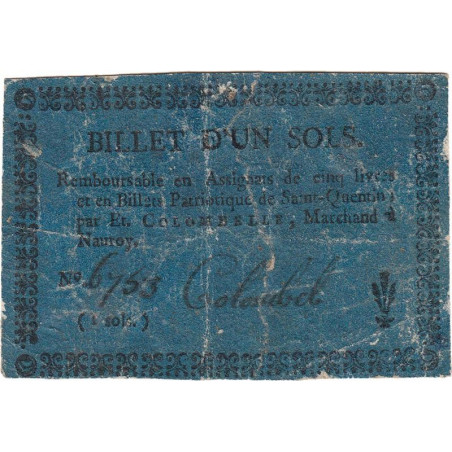 BILLET D'UN SOLS.
Remboursable en Assignats de cinq livres
et en Billets Patriotique de Saint-Quentin;
par Et. COLOMBELLE, Marchand à
Nauroy.
No. 6753 Colombel
( 1 sols. )